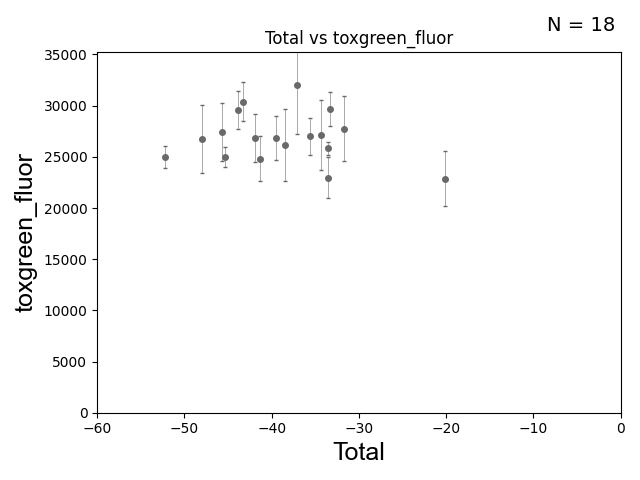 N = 18
Total vs toxgreen_fluor
35000
30000
25000
20000
15000
10000
5000
0
toxgreen_fluor
−60 −50 −40 −30 −20 −10 0
Total